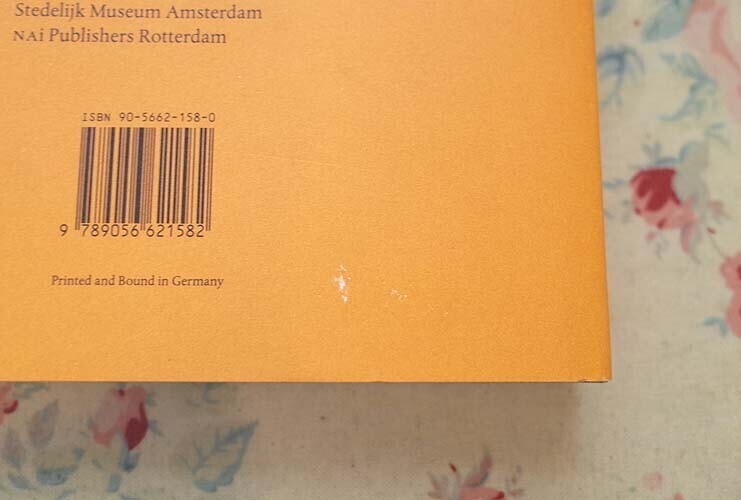 Stedelijk Museum Amsterdam
NAi Publishers Rotterdam
ISBN 90-5662-158-0
9 789056 621582
Printed and Bound in Germany